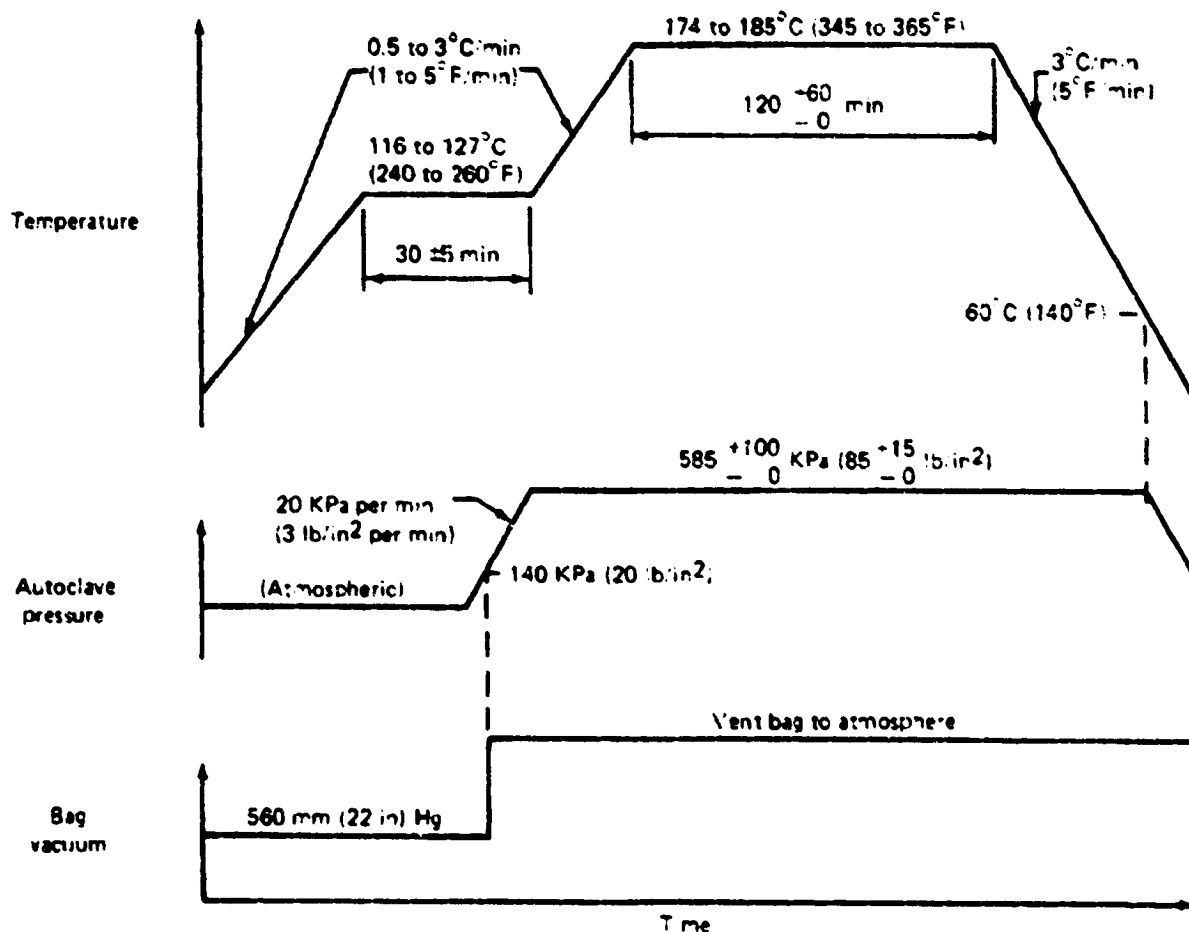 174 to 185°C (345 to 365°F)
0.5 to 3°C/min
(1 to 5°F/min)
3°C/min
(5°F/min)
120 +60 -0 min
116 to 127°C
(240 to 260°F)
Temperature
30 ±5 min
60°C (140°F)
585 +100 -0 KPa (85 +15 -0 lb/in²)
20 KPa per min
(3 lb/in² per min)
140 KPa (20 lb/in²)
(Atmospheric)
Autoclave
pressure
Vent bag to atmosphere
560 mm (22 in) Hg
Bag
vacuum
Time